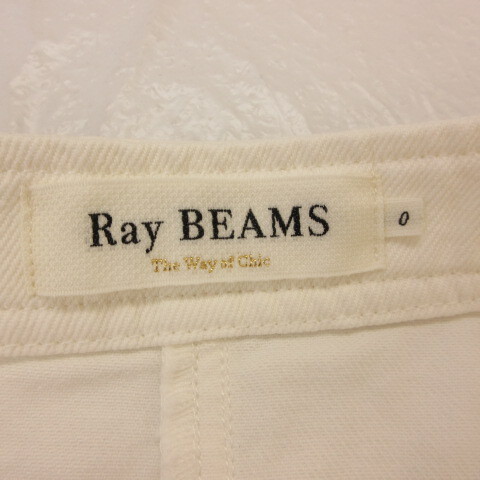 Ray BEAMS
0
The Way of Chic